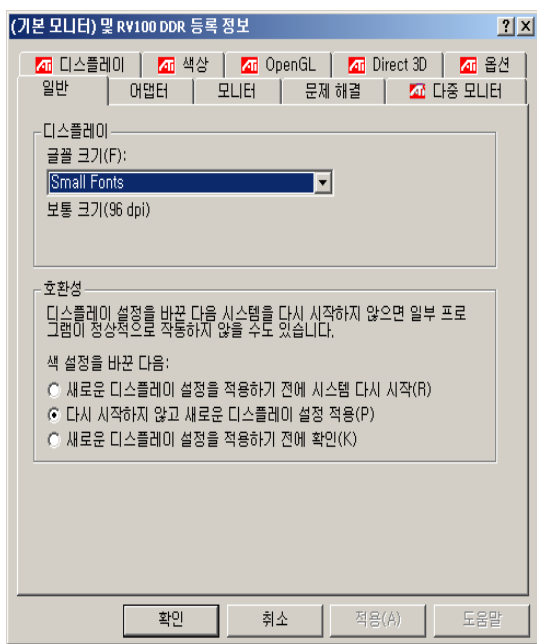 (기본 모니터) 및 RV100 DDR 등록 정보
ATI 디스플레이 ATI 색상 ATI OpenGL ATI Direct 3D ATI 옵션
일반 어댑터 모니터 문제 해결 ATI 다중 모니터
디스플레이
글꼴 크기(F):
Small Fonts
보통 크기(96 dpi)
호환성
디스플레이 설정을 바꾼 다음 시스템을 다시 시작하지 않으면 일부 프로
그램이 정상적으로 작동하지 않을 수도 있습니다.
색 설정을 바꾼 다음:
새로운 디스플레이 설정을 적용하기 전에 시스템 다시 시작(R)
다시 시작하지 않고 새로운 디스플레이 설정 적용(P)
새로운 디스플레이 설정을 적용하기 전에 확인(K)
확인 취소 적용(A) 도움말